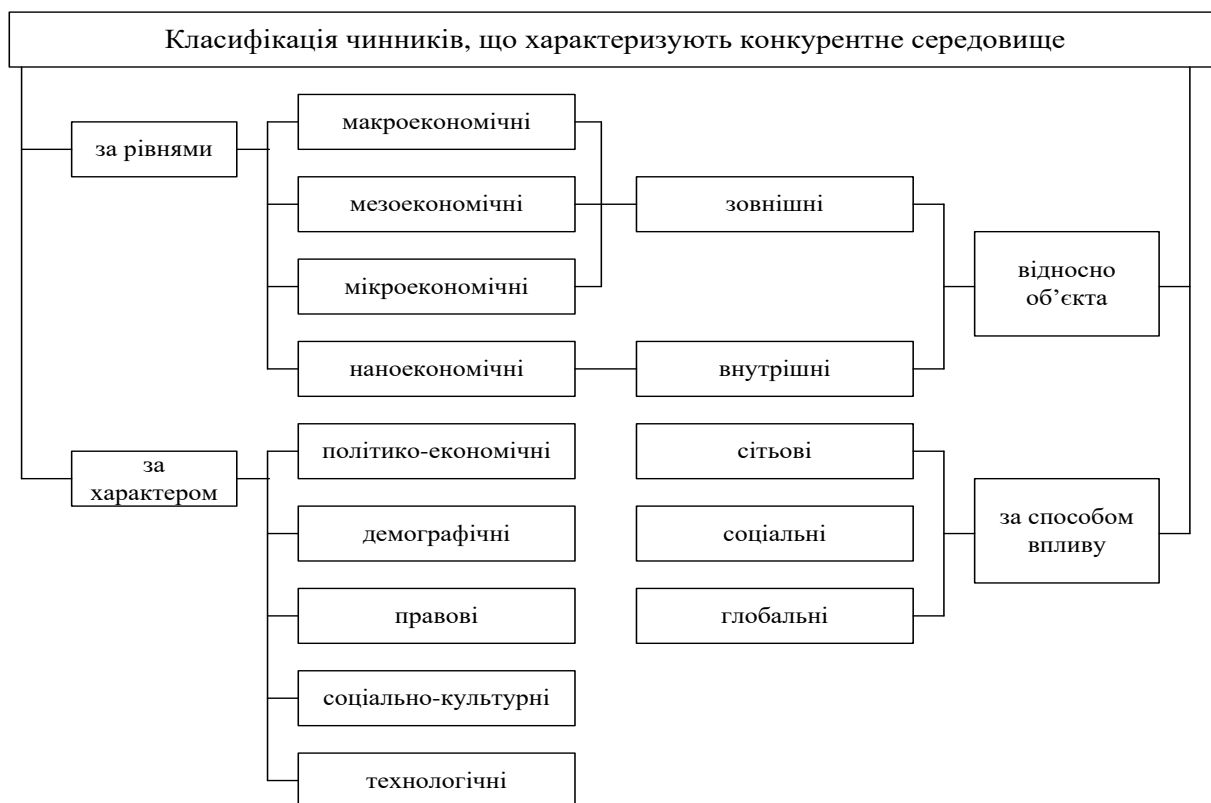 Класифікація чинників, що характеризують конкурентне середовище
за рівнями
макроекономічні
мезоекономічні
мікроекономічні
наноекономічні
зовнішні
внутрішні
відносно
об’єкта
за
характером
політико-економічні
демографічні
правові
соціально-культурні
технологічні
сітьові
соціальні
глобальні
за способом
впливу